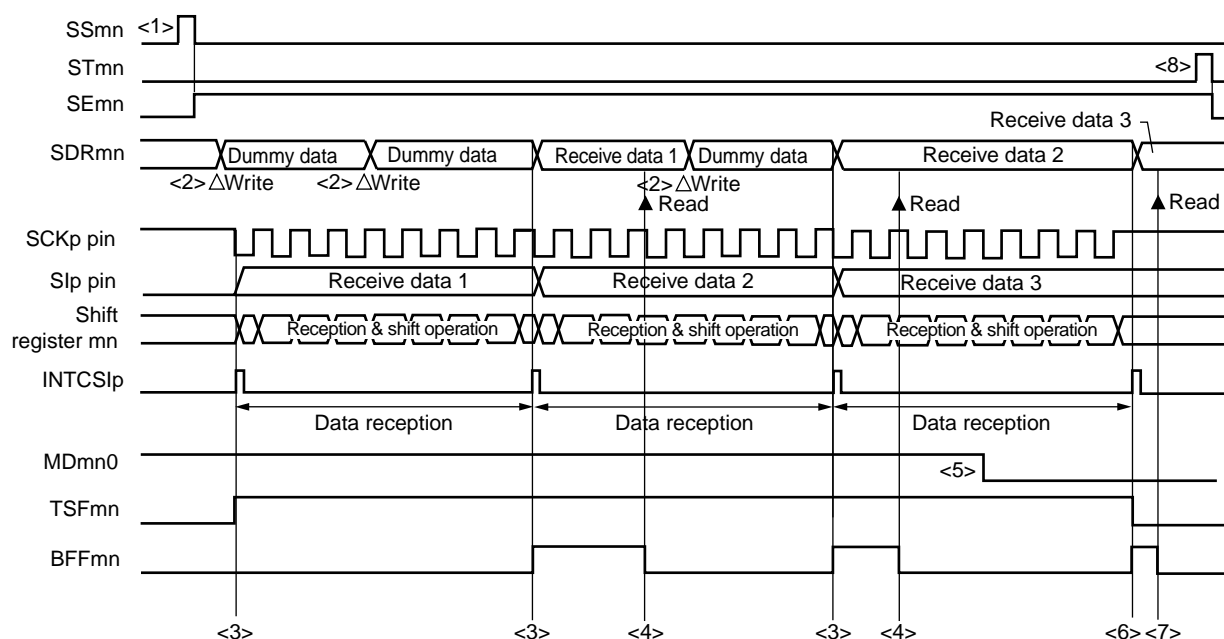 SSmn <1>
STmn <8>
SEmn
Receive data 3
SDRmn Dummy data Dummy data Receive data 1 Dummy data Receive data 2
<2> △Write <2> △Write <2> △Write
▲ Read ▲ Read ▲ Read
SCKp pin
SIp pin Receive data 1 Receive data 2 Receive data 3
Shift
register mn Reception & shift operation Reception & shift operation Reception & shift operation
INTCSIp
Data reception Data reception Data reception
MDmn0 <5>
TSFmn
BFFmn
<3> <3> <4> <3> <4> <6> <7>